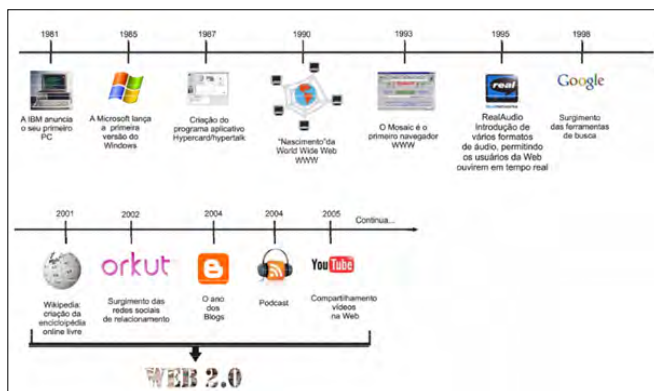 1981 1985 1987 1990 1993 1995 1998
A IBM anuncia
o seu primeiro
PC
A Microsoft lança
a primeira
versão do
Windows
Criação do
programa aplicativo
Hypercard/hypertalk
"Nascimento"da
World Wide Web
WWW
O Mosaic é o
primeiro navegador
WWW
real
RealAudio
Introdução de
vários formatos
de áudio, permitindo
os usuários da Web
ouvirem em tempo real
Google
Surgimento
das ferramentas
de busca
2001 2002 2004 2004 2005 Continua...
Wikipedia:
criação da
enciclopédia
online livre
orkut
Surgimento das
redes sociais
de relacionamento
O ano
dos
Blogs
Podcast
YouTube
Compartilhamento
vídeos
na Web
WEB 2.0